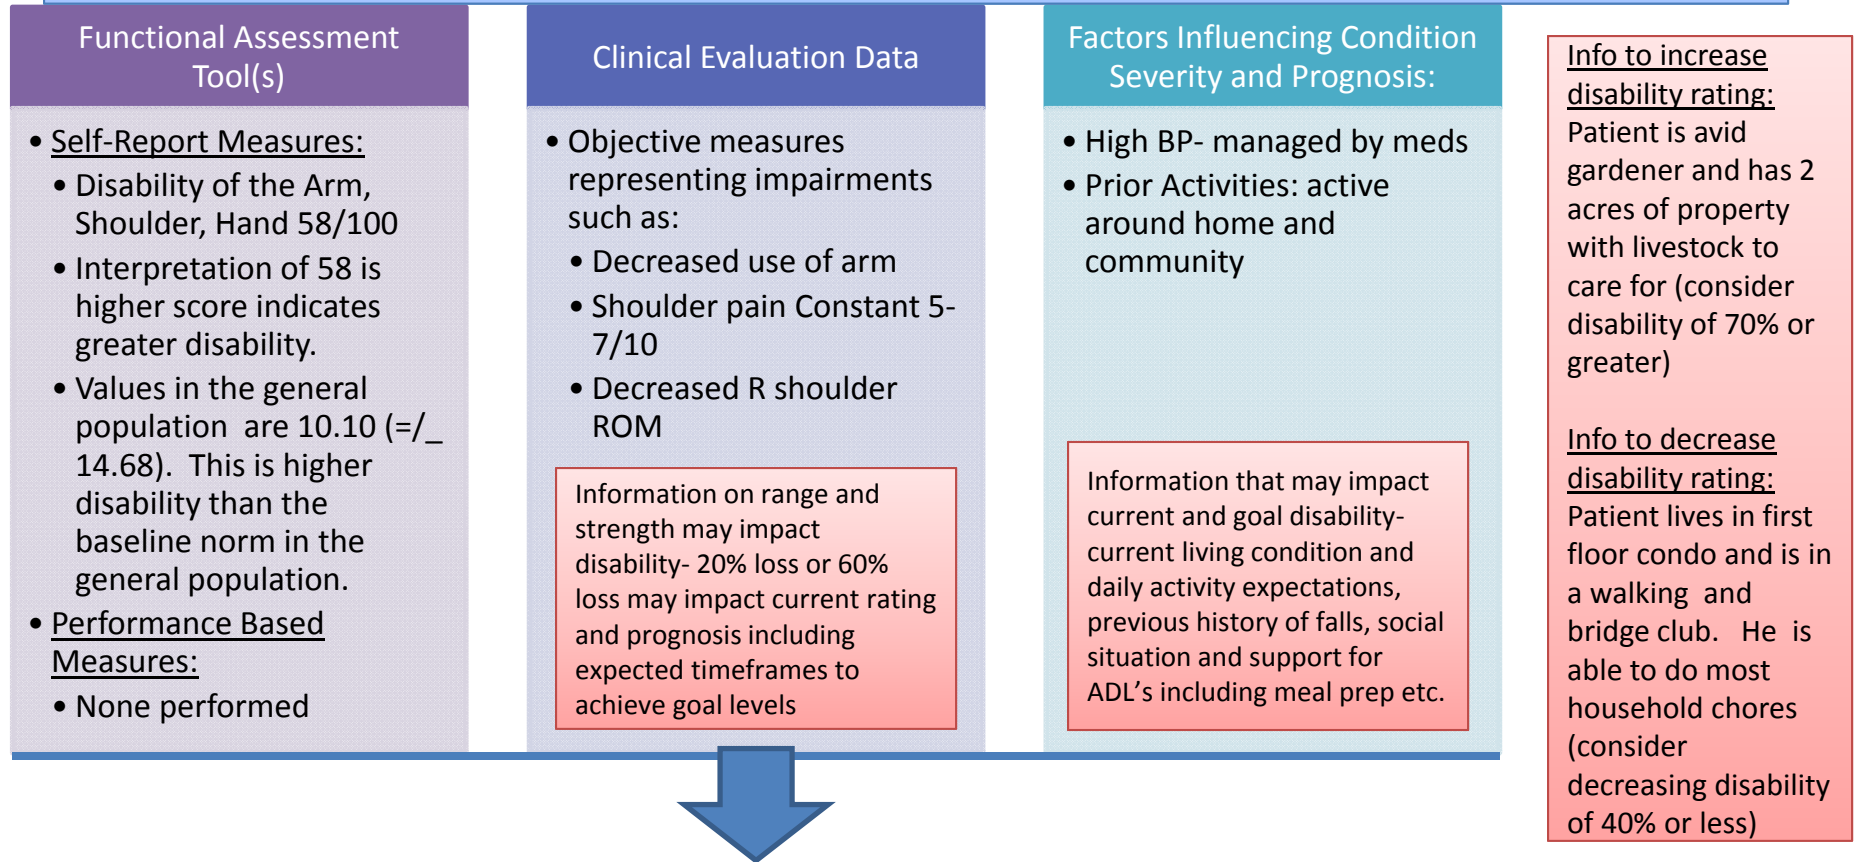 Functional Assessment
Tool(s)
• Self-Report Measures:
• Disability of the Arm,
Shoulder, Hand 58/100
• Interpretation of 58 is
higher score indicates
greater disability.
• Values in the general
population are 10.10 (=/_
14.68). This is higher
disability than the
baseline norm in the
general population.
• Performance Based
Measures:
• None performed
Clinical Evaluation Data
• Objective measures
representing impairments
such as:
• Decreased use of arm
• Shoulder pain Constant 5-
7/10
• Decreased R shoulder
ROM
Information on range and
strength may impact
disability- 20% loss or 60%
loss may impact current rating
and prognosis including
expected timeframes to
achieve goal levels
Factors Influencing Condition
Severity and Prognosis:
• High BP- managed by meds
• Prior Activities: active
around home and
community
Information that may impact
current and goal disability-
current living condition and
daily activity expectations,
previous history of falls, social
situation and support for
ADL’s including meal prep etc.
Info to increase
disability rating:
Patient is avid
gardener and has 2
acres of property
with livestock to
care for (consider
disability of 70% or
greater)
Info to decrease
disability rating:
Patient lives in first
floor condo and is in
a walking and
bridge club. He is
able to do most
household chores
(consider
decreasing disability
of 40% or less)